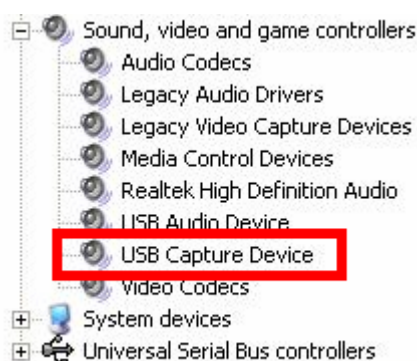 Sound, video and game controllers
Audio Codecs
Legacy Audio Drivers
Legacy Video Capture Devices
Media Control Devices
Realtek High Definition Audio
USB Audio Device
USB Capture Device
Video Codecs
System devices
Universal Serial Bus controllers